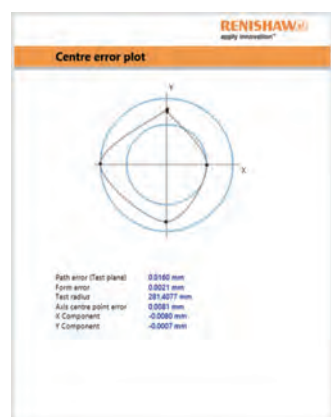 RENISHAW
apply innovation™
Centre error plot
Y
X
Path error (Test plane) 0.0160 mm
Form error 0.0021 mm
Test radius 281.4077 mm
Axis centre point error 0.0081 mm
X Component -0.0080 mm
Y Component -0.0007 mm